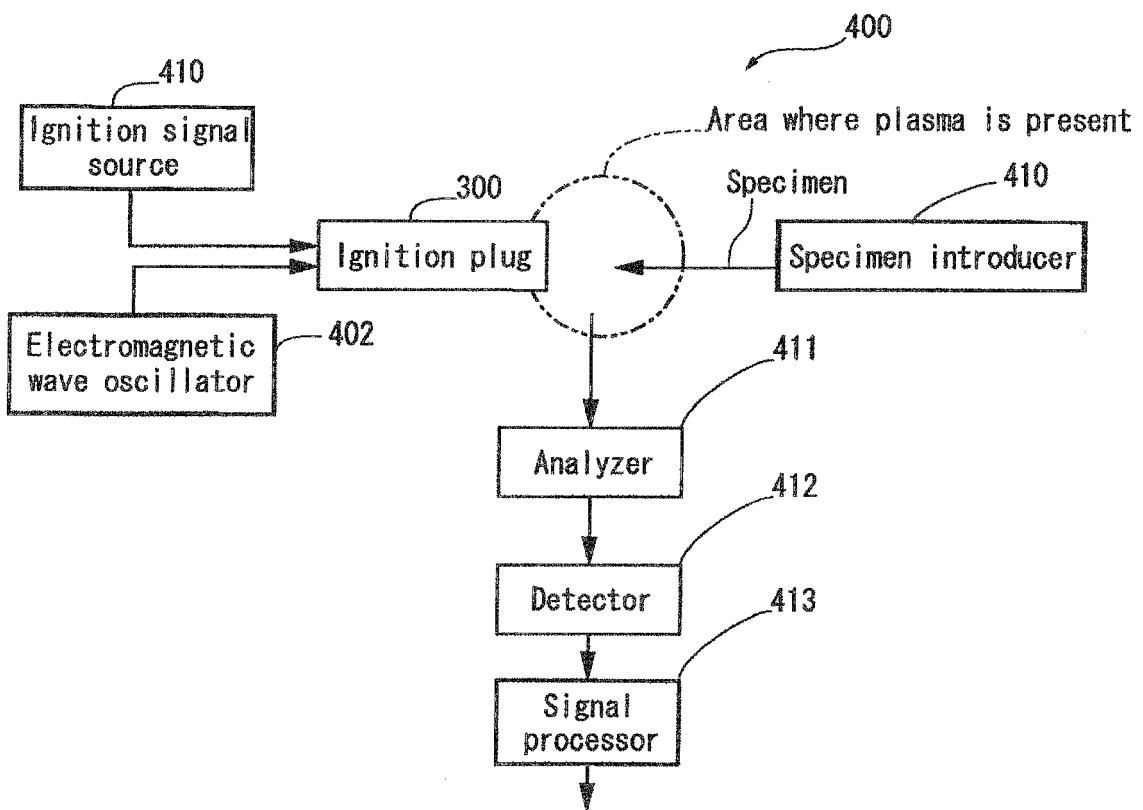 400
410
Ignition signal
source
Area where plasma is present
300
Specimen
410
Ignition plug
Specimen introducer
Electromagnetic
wave oscillator
402
411
Analyzer
412
Detector
413
Signal
processor